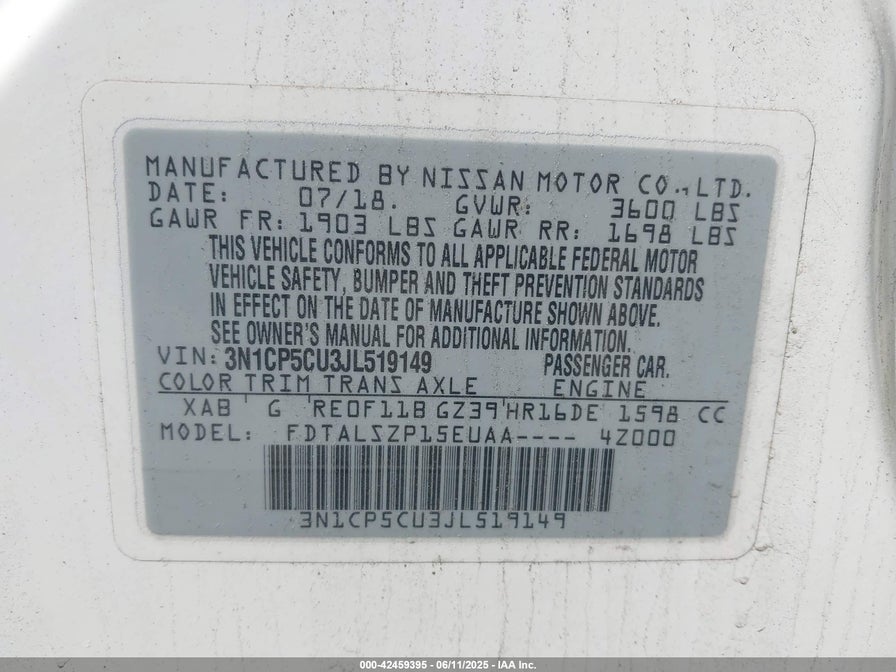 MANUFACTURED BY NISSAN MOTOR CO.,LTD.
DATE: 07/18. GVWR: 3600 LBS
GAWR FR: 1903 LBS GAWR RR: 1698 LBS
THIS VEHICLE CONFORMS TO ALL APPLICABLE FEDERAL MOTOR
VEHICLE SAFETY, BUMPER AND THEFT PREVENTION STANDARDS
IN EFFECT ON THE DATE OF MANUFACTURE SHOWN ABOVE.
SEE OWNER'S MANUAL FOR ADDITIONAL INFORMATION.
VIN: 3N1CP5CU3JL519149 PASSENGER CAR.
COLOR TRIM TRANS AXLE ENGINE
XAB G RE0F11B GZ39 HR16DE 1598 CC
MODEL: FDTALSZP15EUAA---- 4Z000
3N1CP5CU3JL519149
000-42459395 - 06/11/2025 - IAA Inc.